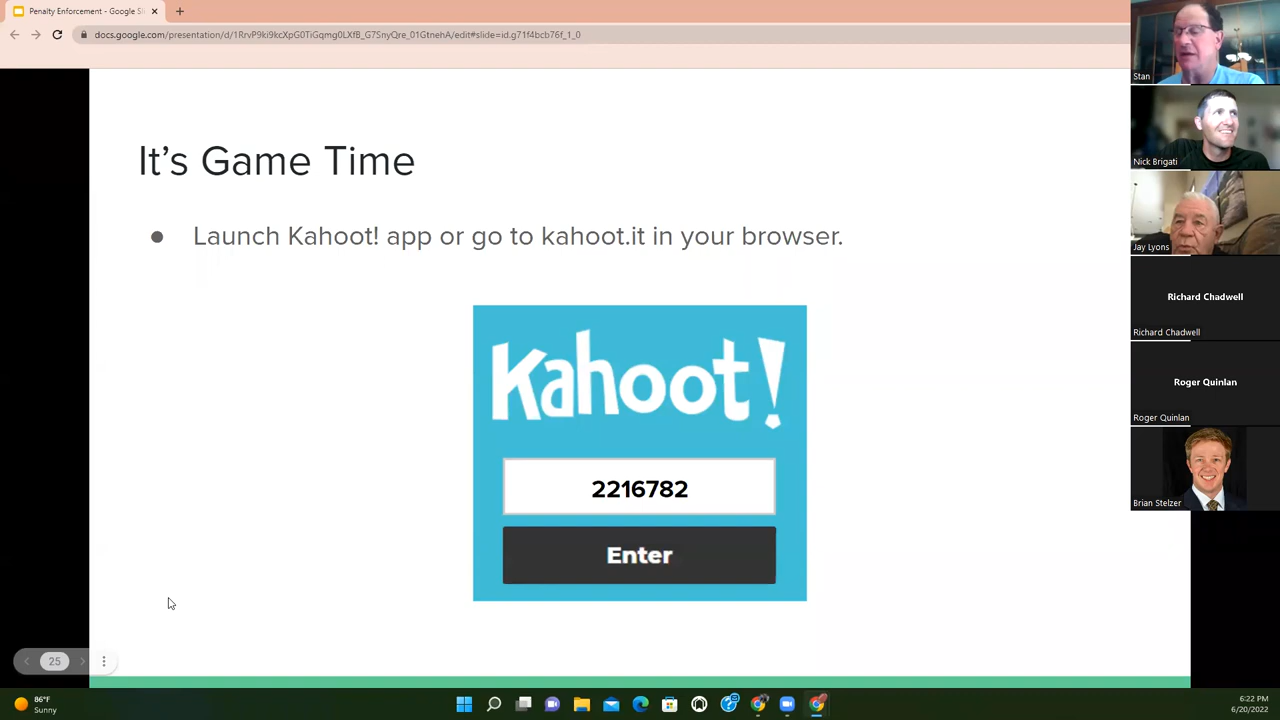 Penalty Enforcement - Google Sl
docs.google.com/presentation/d/1RrvP9ki9kcXpG0TiGqmg0LXfB_G7SnyQre_01GtnehA/edit#slide=id.g71f4bcb76f_1_0
It's Game Time
● Launch Kahoot! app or go to kahoot.it in your browser.
Kahoot!
2216782
Enter
25
Stan
Nick Brigati
Jay Lyons
Richard Chadwell
Richard Chadwell
Roger Quinlan
Roger Quinlan
Brian Stelzer
86°F
Sunny
6:22 PM
6/20/2022